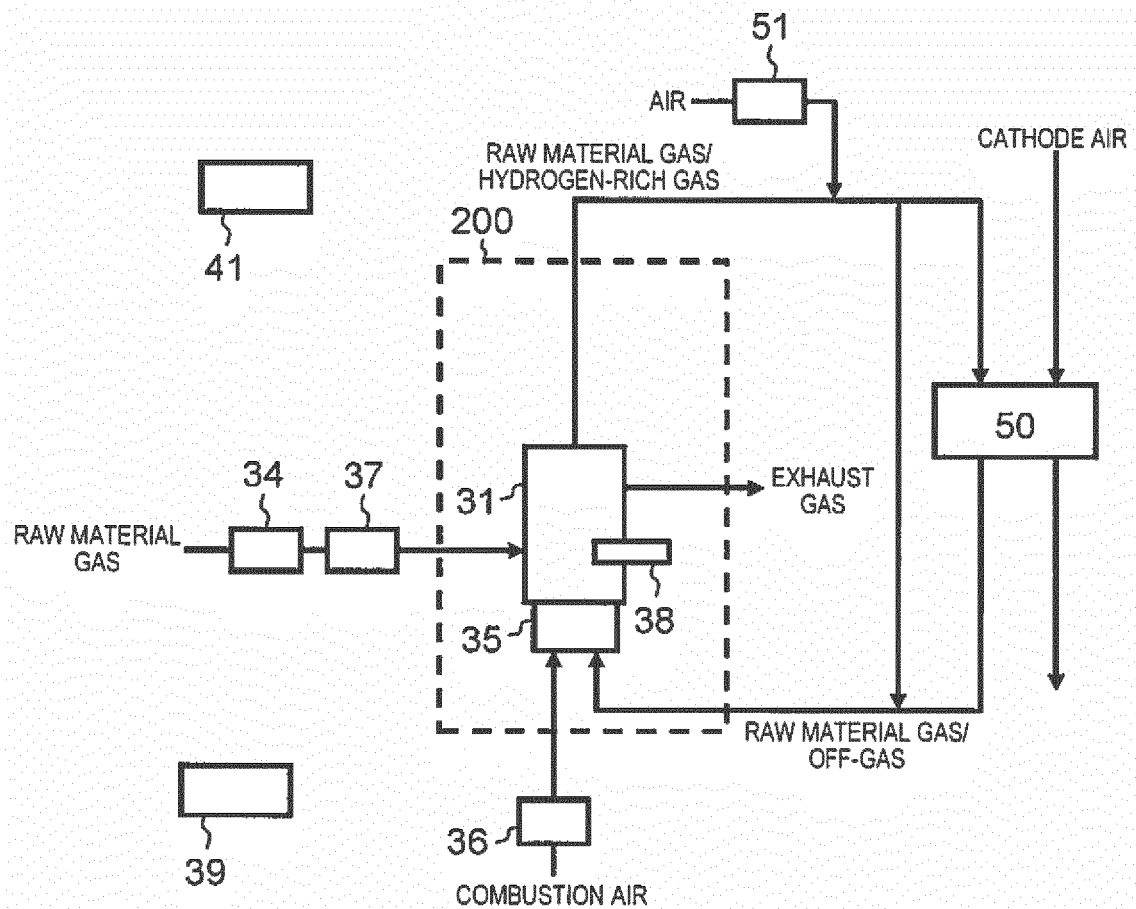 51
AIR
CATHODE AIR
RAW MATERIAL GAS/
HYDROGEN-RICH GAS
200
41
50
34
37
31
EXHAUST
GAS
RAW MATERIAL
GAS
38
35
RAW MATERIAL GAS/
OFF-GAS
39
36
COMBUSTION AIR